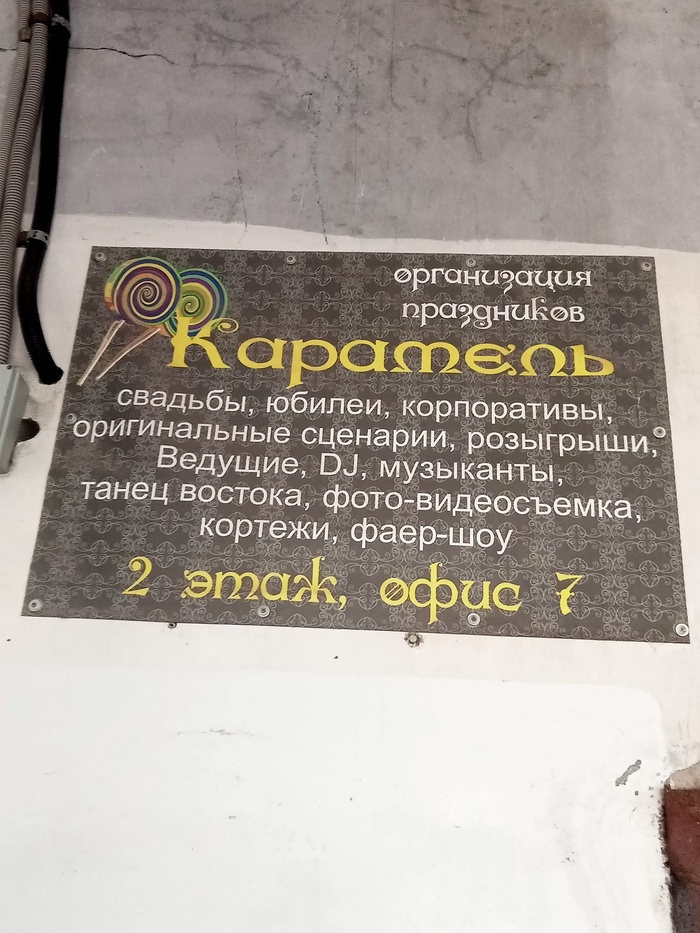 организация
праздников
Карамель
свадьбы, юбилеи, корпоративы,
оригинальные сценарии, розыгрыши,
Ведущие, DJ, музыканты,
танец востока, фото-видеосъемка,
кортежи, фаер-шоу
2 этаж, офис 7